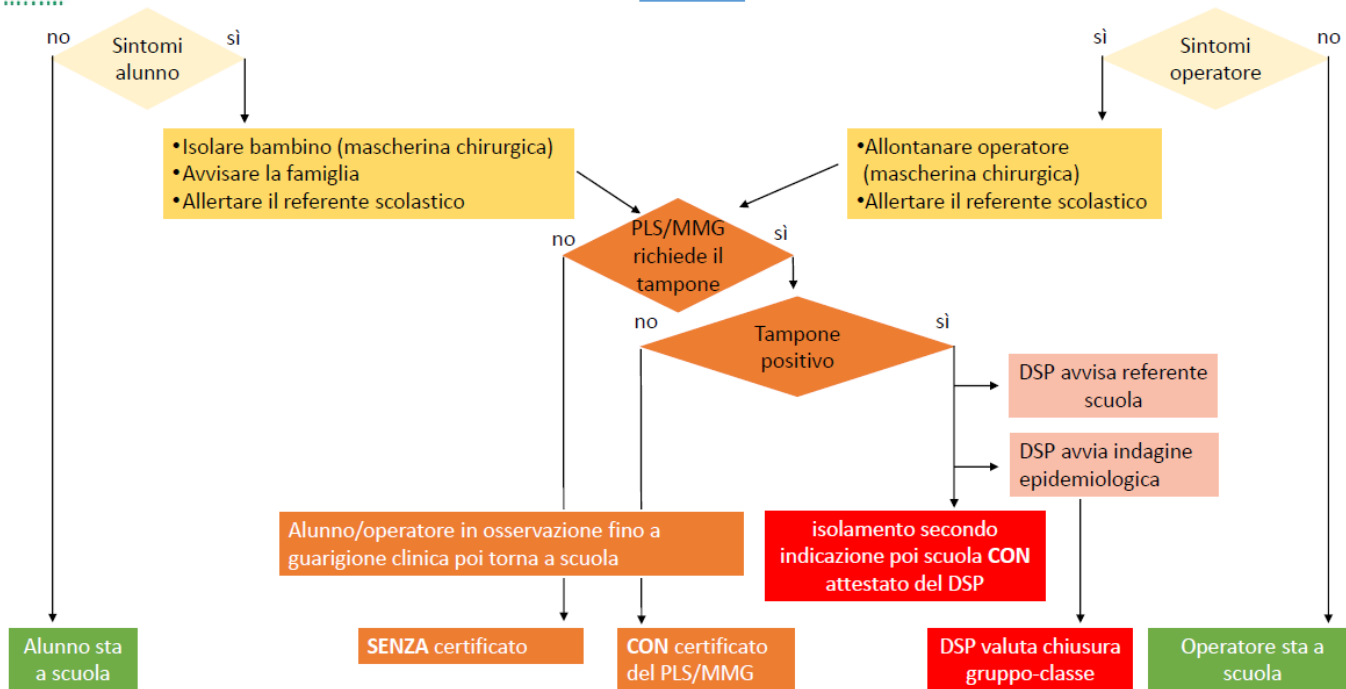 no
Sintomi
alunno
sì
sì
Sintomi
operatore
no
•Isolare bambino (mascherina chirurgica)
•Avvisare la famiglia
•Allertare il referente scolastico
•Allontanare operatore
(mascherina chirurgica)
•Allertare il referente scolastico
no
PLS/MMG
richiede il
tampone
sì
no
Tampone
positivo
sì
DSP avvisa referente
scuola
DSP avvia indagine
epidemiologica
Alunno/operatore in osservazione fino a
guarigione clinica poi torna a scuola
isolamento secondo
indicazione poi scuola CON
attestato del DSP
Alunno sta
a scuola
SENZA certificato
CON certificato
del PLS/MMG
DSP valuta chiusura
gruppo-classe
Operatore sta a
scuola